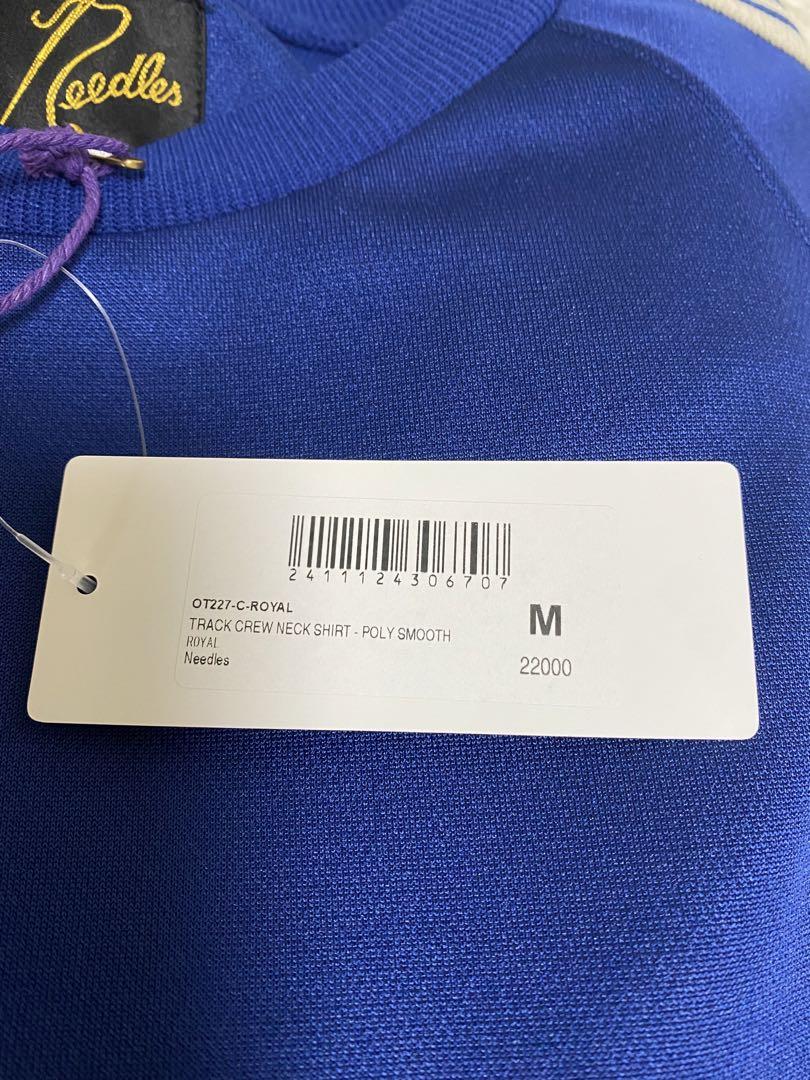 Needles
2411124306707
OT227-C-ROYAL
TRACK CREW NECK SHIRT - POLY SMOOTH
ROYAL
Needles
M
22000